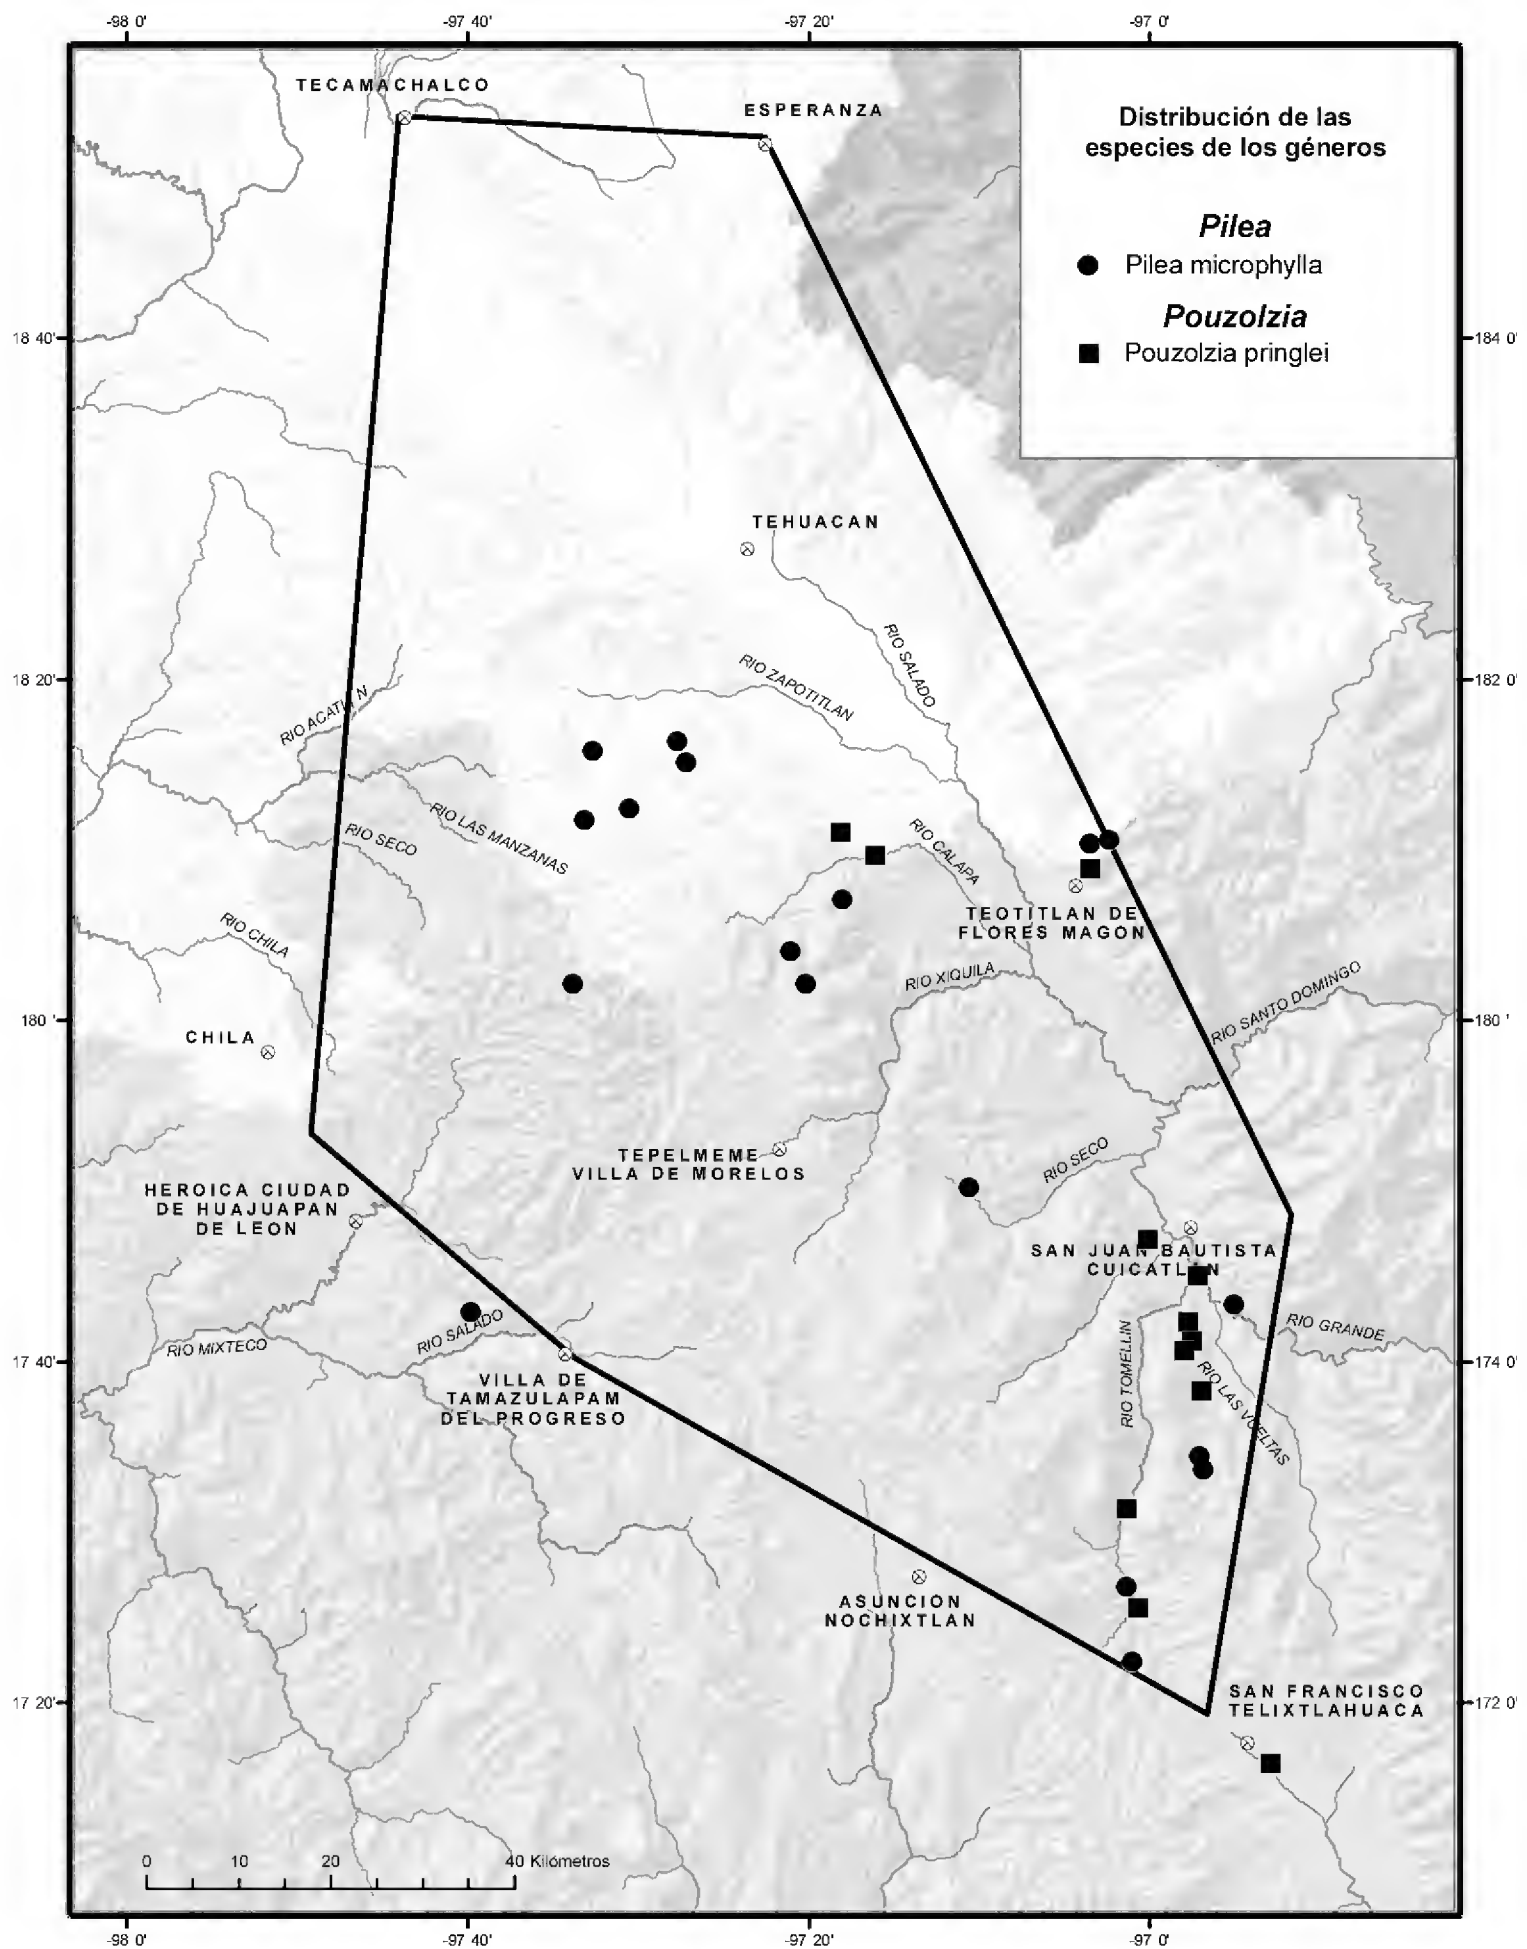 -98 0'
-97 40'
-97 20'
-97 0'
TECAMACHALCO
ESPERANZA
Distribución de las
especies de los géneros
Pilea
Pilea microphylla
Pouzolzia
Pouzolzia pringlei
18 40'
184 0'
TEHUACAN
RIO SALADO
RIO ZAPOTITLAN
18 20'
182 0'
RIO LAS MANZANAS
RIO SECO
RIO CALAPA
TEOTITLAN DE
FLORES MAGON
RIO CHILA
RIO XIQUILA
RIO SANTO DOMINGO
180 '
180 '
CHILA
TEPELMEME
VILLA DE MORELOS
RIO SECO
HEROICA CIUDAD
DE HUAJUAPAN
DE LEON
SAN JUAN BAUTISTA
CUICATLAN
RIO SALADO
RIO MIXTECO
RIO GRANDE
17 40'
174 0'
RIO TOMELLIN
RIO LAS VUELTAS
VILLA DE
TAMAZULAPAM
DEL PROGRESO
ASUNCION
NOCHIXTLAN
SAN FRANCISCO
TELIXTLAHUACA
17 20'
172 0'
0 10 20 40 Kilómetros
-98 0'
-97 40'
-97 20'
-97 0'